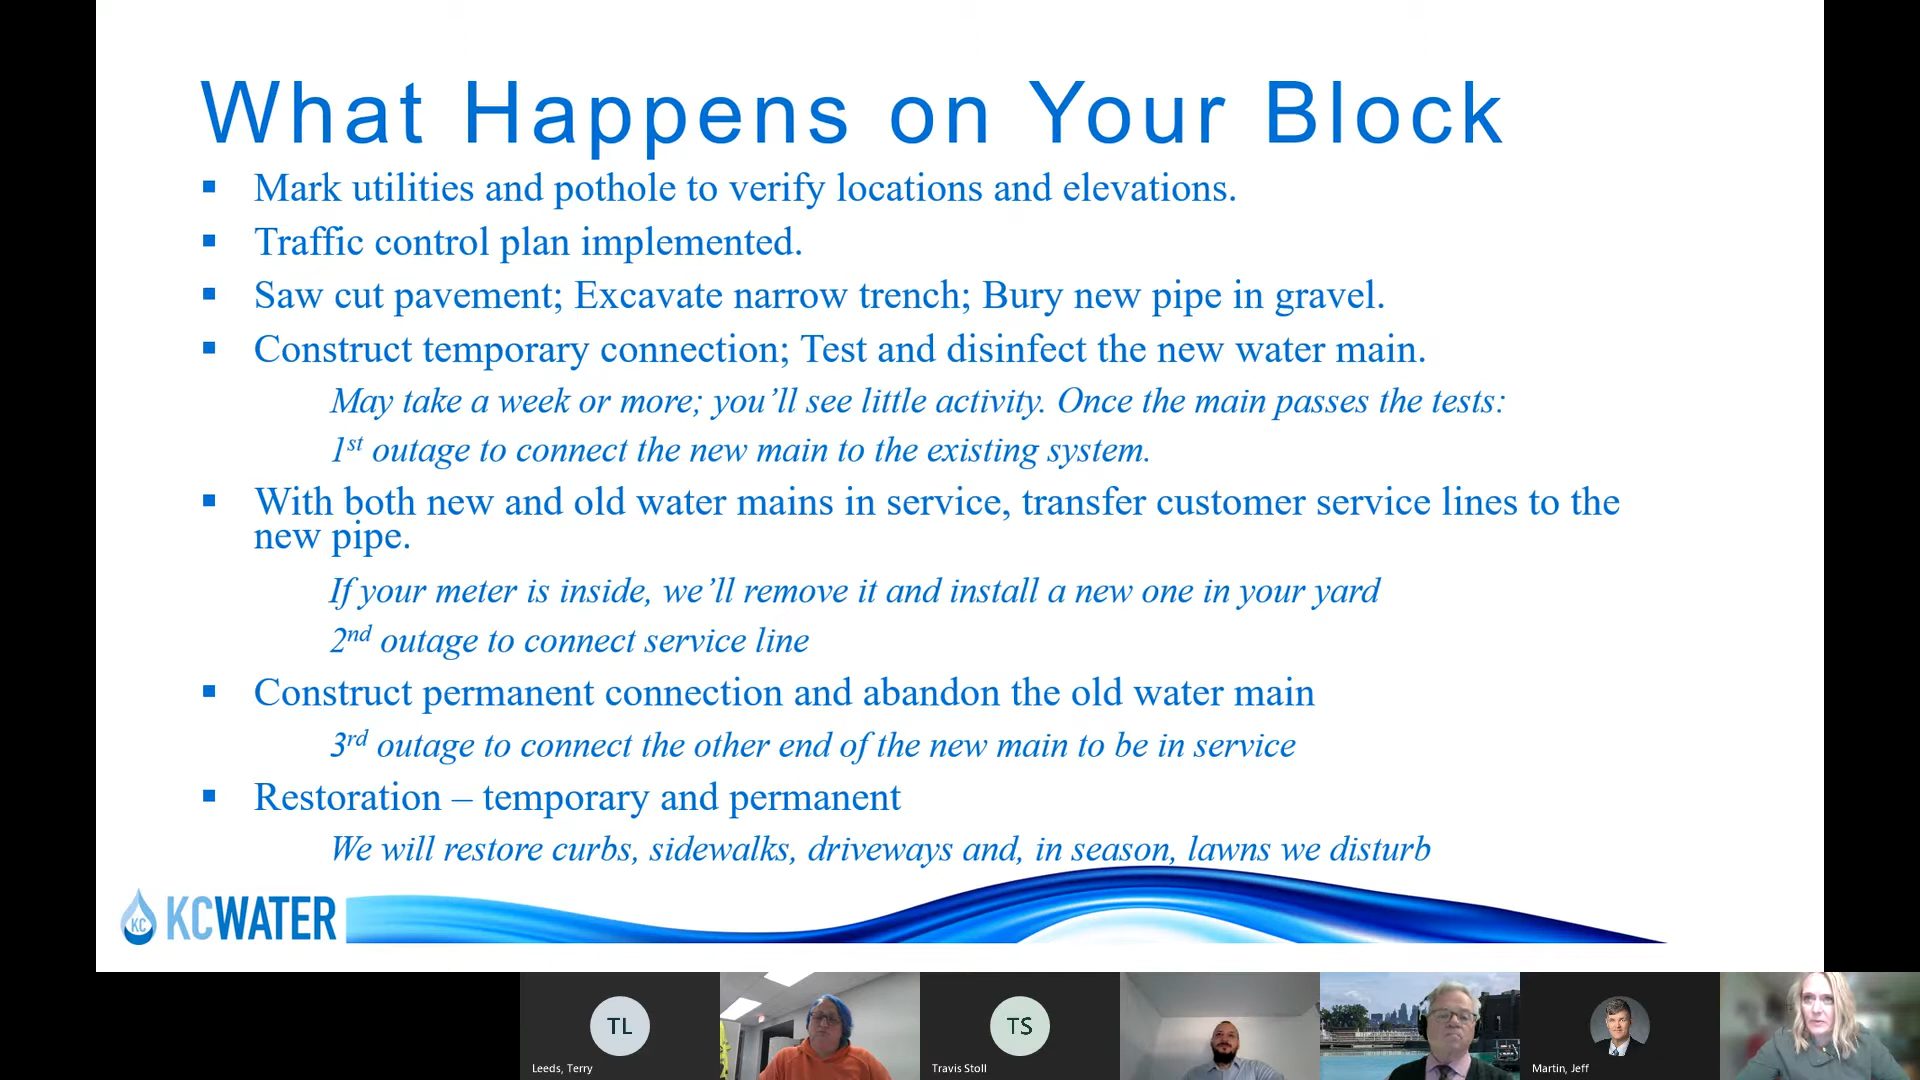 What Happens on Your Block
▪ Mark utilities and pothole to verify locations and elevations.
▪ Traffic control plan implemented.
▪ Saw cut pavement; Excavate narrow trench; Bury new pipe in gravel.
▪ Construct temporary connection; Test and disinfect the new water main.
May take a week or more; you’ll see little activity. Once the main passes the tests:
1st outage to connect the new main to the existing system.
▪ With both new and old water mains in service, transfer customer service lines to the
new pipe.
If your meter is inside, we’ll remove it and install a new one in your yard
2nd outage to connect service line
▪ Construct permanent connection and abandon the old water main
3rd outage to connect the other end of the new main to be in service
▪ Restoration – temporary and permanent
We will restore curbs, sidewalks, driveways and, in season, lawns we disturb
KC KCWATER
TL
TS
Leeds, Terry
Travis Stoll
Martin, Jeff